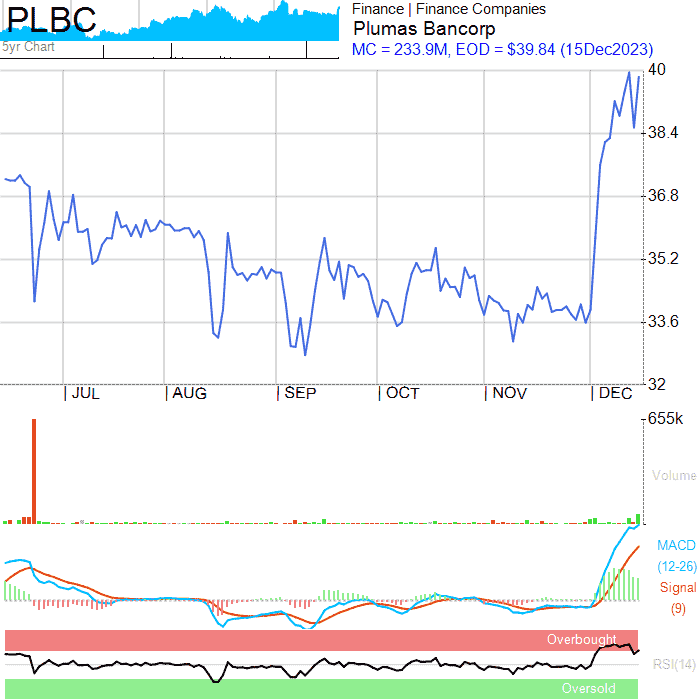 PLBC
5yr Chart
Finance | Finance Companies
Plumas Bancorp
MC = 233.9M, EOD = $39.84 (15Dec2023)
40
38.4
36.8
35.2
33.6
32
| JUL | AUG | SEP | OCT | NOV | DEC
655k
Volume
MACD
(12-26)
Signal
(9)
Overbought
RSI(14)
Oversold